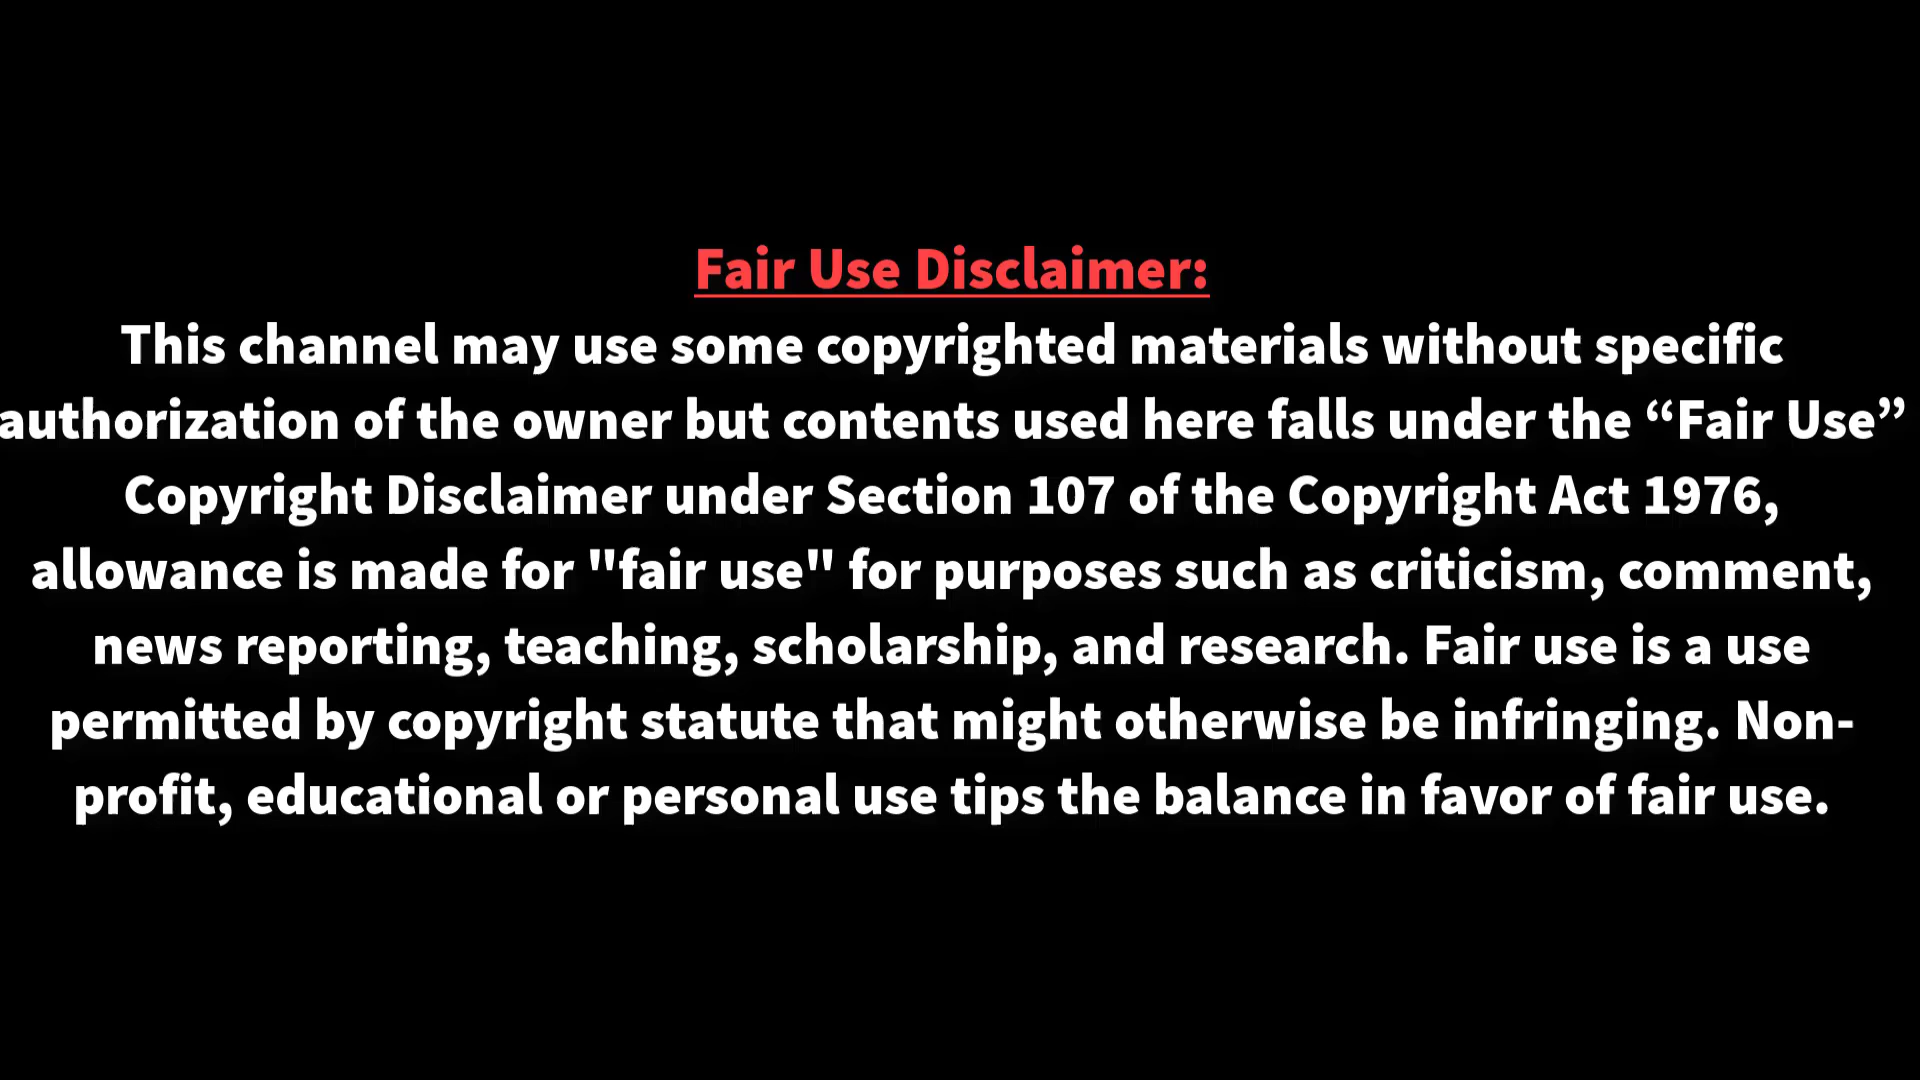 Fair Use Disclaimer:
This channel may use some copyrighted materials without specific
authorization of the owner but contents used here falls under the “Fair Use”
Copyright Disclaimer under Section 107 of the Copyright Act 1976,
allowance is made for "fair use" for purposes such as criticism, comment,
news reporting, teaching, scholarship, and research. Fair use is a use
permitted by copyright statute that might otherwise be infringing. Non-
profit, educational or personal use tips the balance in favor of fair use.